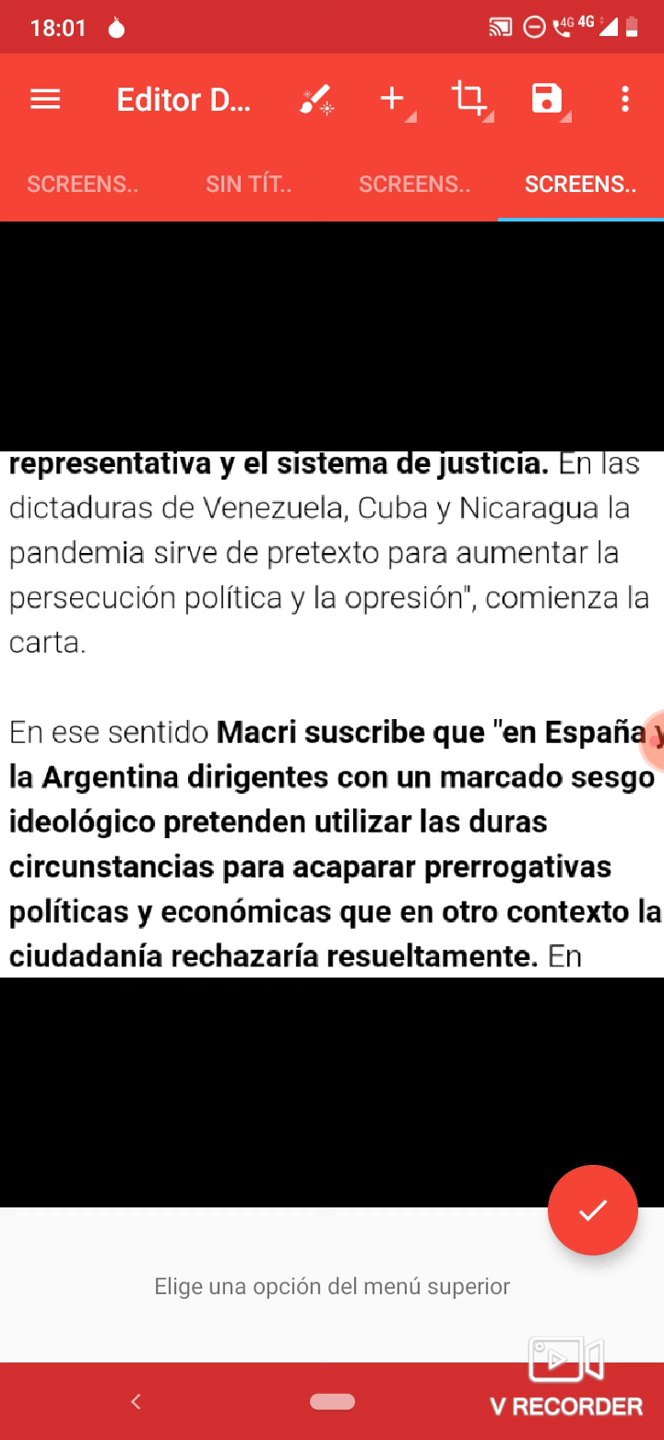 18:01
4G 4G
Editor D...
SCREENS.. SIN TÍT.. SCREENS.. SCREENS..
representativa y el sistema de justicia. En las
dictaduras de Venezuela, Cuba y Nicaragua la
pandemia sirve de pretexto para aumentar la
persecución política y la opresión", comienza la
carta.
En ese sentido Macri suscribe que "en España y
la Argentina dirigentes con un marcado sesgo
ideológico pretenden utilizar las duras
circunstancias para acaparar prerrogativas
políticas y económicas que en otro contexto la
ciudadanía rechazaría resueltamente. En
Elige una opción del menú superior
V RECORDER